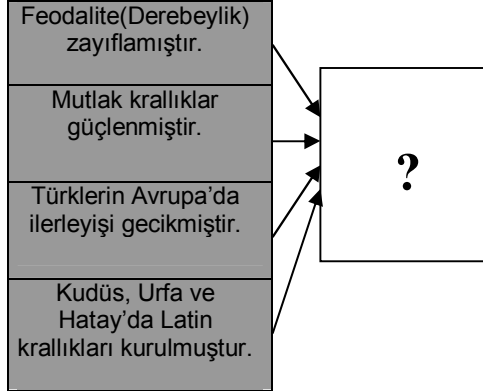 Feodalite(Derebeylik)
zayıflamıştır.
Mutlak krallıklar
güçlenmiştir.
Türklerin Avrupa’da
ilerleyişi gecikmiştir.
Kudüs, Urfa ve
Hatay’da Latin
krallıkları kurulmuştur.
?